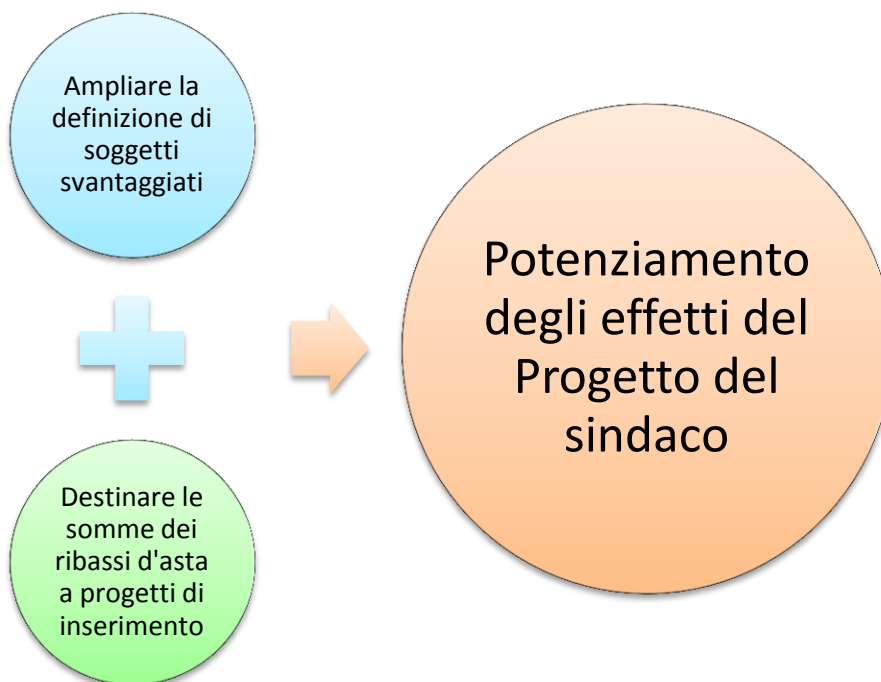 Ampliare la
definizione di
soggetti
svantaggiati
Destinare le
somme dei
ribassi d'asta
a progetti di
inserimento
Potenziamento
degli effetti del
Progetto del
sindaco